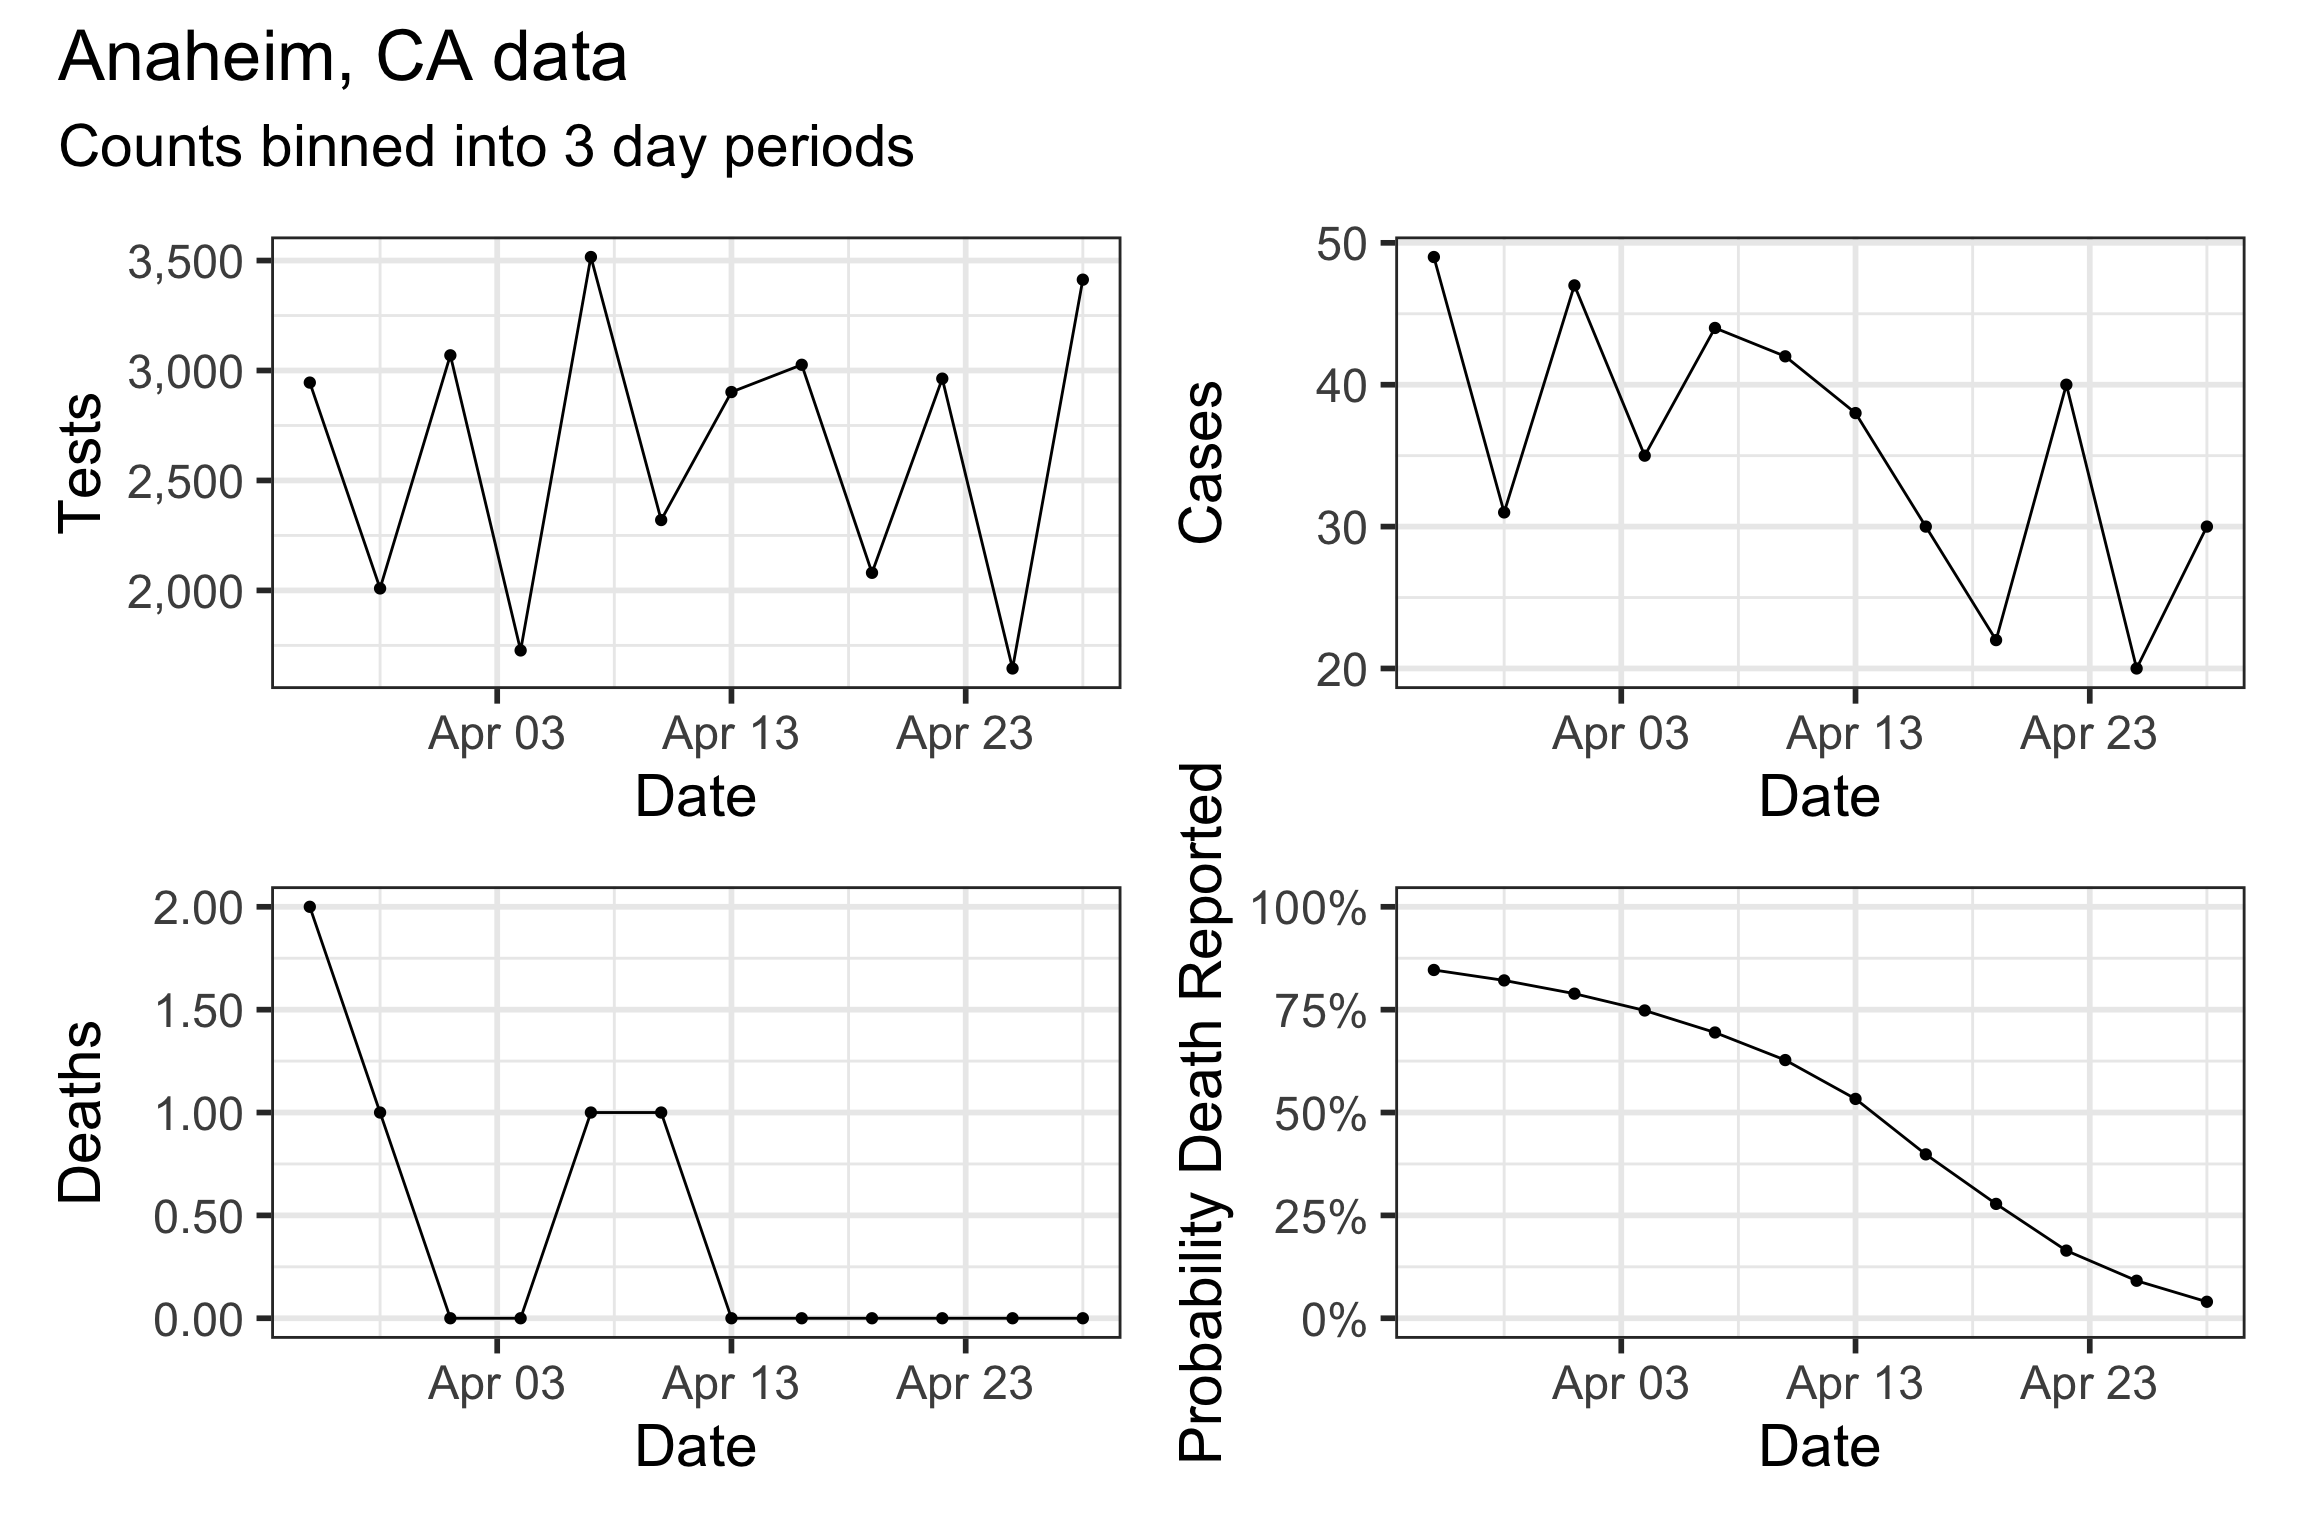 Anaheim, CA data
Counts binned into 3 day periods
Tests
3,500
3,000
2,500
2,000
Apr 03 Apr 13 Apr 23
Date
Cases
50
40
30
20
Apr 03 Apr 13 Apr 23
Date
Deaths
2.00
1.50
1.00
0.50
0.00
Apr 03 Apr 13 Apr 23
Date
Probability Death Reported
100%
75%
50%
25%
0%
Apr 03 Apr 13 Apr 23
Date